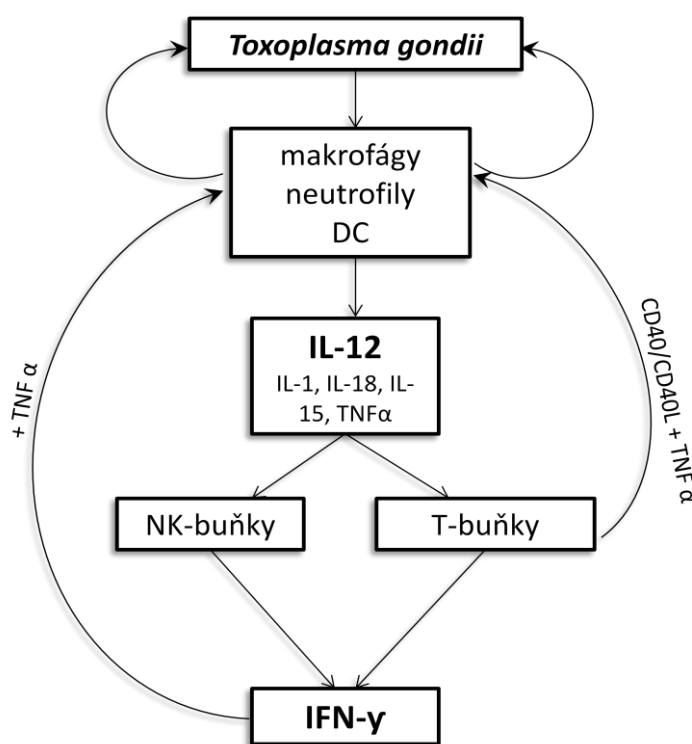 Toxoplasma gondii
makrofágy
neutrofily
DC
IL-12
IL-1, IL-18, IL-
15, TNFα
+ TNF α
CD40/CD40L + TNF α
NK-buňky
T-buňky
IFN-γ